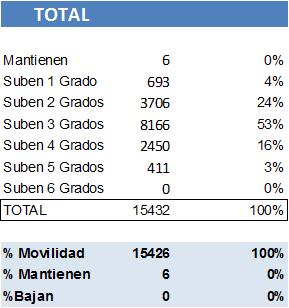 TOTAL
Mantienen 6 0%
Suben 1 Grado 693 4%
Suben 2 Grados 3706 24%
Suben 3 Grados 8166 53%
Suben 4 Grados 2450 16%
Suben 5 Grados 411 3%
Suben 6 Grados 0 0%
TOTAL 15432 100%
% Movilidad 15426 100%
% Mantienen 6 0%
%Bajan 0 0%